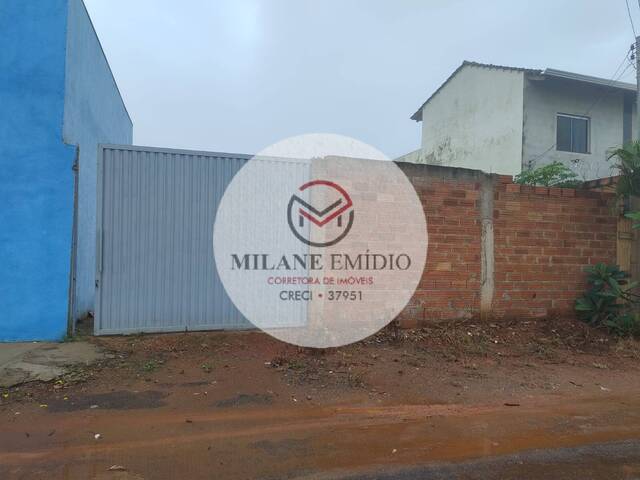 MILANE EMÍDIO
CORRETORA DE IMÓVEIS
CRECI • 37951